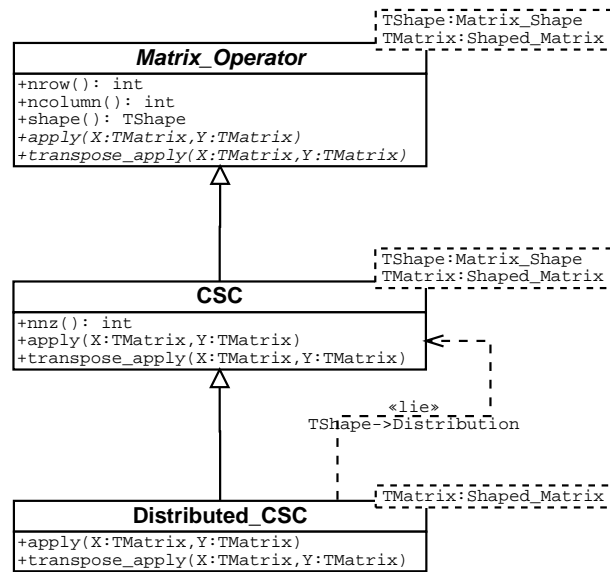 TShape:Matrix_Shape
TMatrix:Shaped_Matrix
Matrix_Operator
+nrow(): int
+ncolumn(): int
+shape(): TShape
+apply(X:TMatrix,Y:TMatrix)
+transpose_apply(X:TMatrix,Y:TMatrix)
TShape:Matrix_Shape
TMatrix:Shaped_Matrix
CSC
+nnz(): int
+apply(X:TMatrix,Y:TMatrix)
+transpose_apply(X:TMatrix,Y:TMatrix)
«lie»
TShape->Distribution
TMatrix:Shaped_Matrix
Distributed_CSC
+apply(X:TMatrix,Y:TMatrix)
+transpose_apply(X:TMatrix,Y:TMatrix)